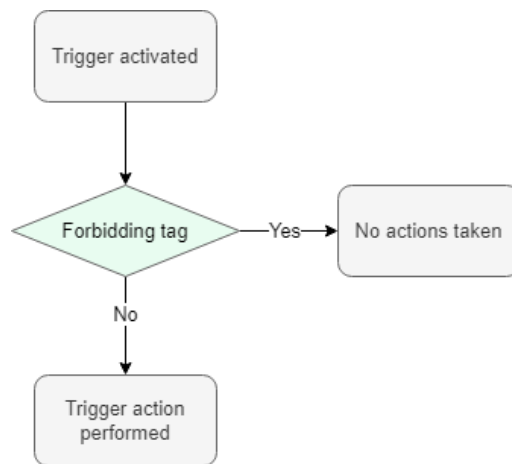 Trigger activated
Forbidding tag
Yes
No actions taken
No
Trigger action
performed